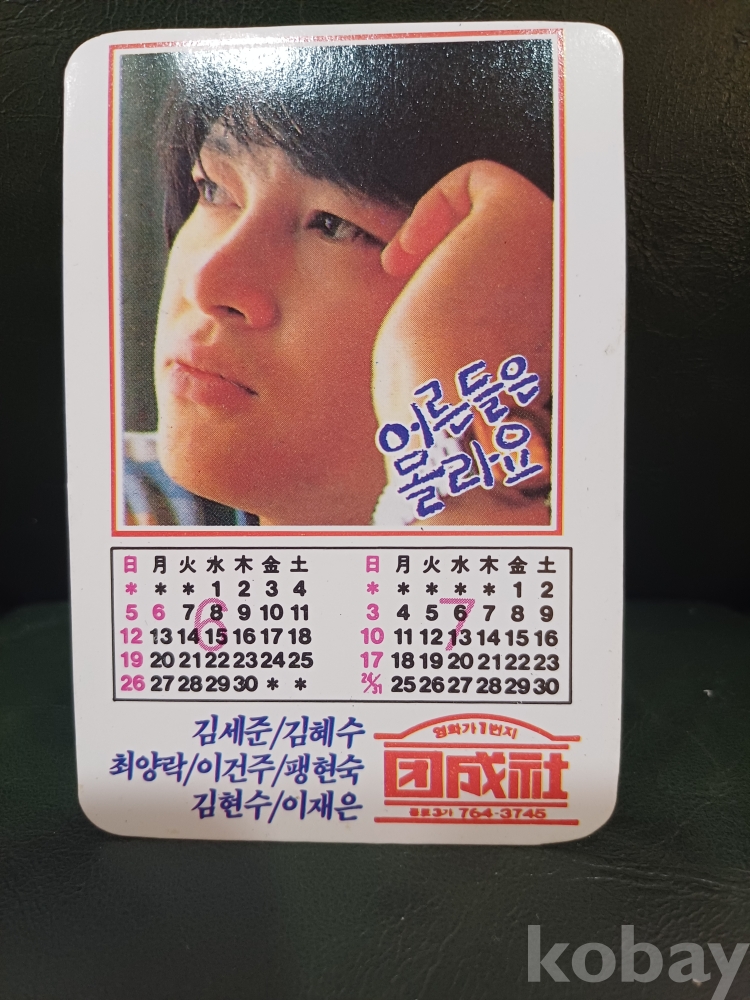 어른들은
몰라요
日 月 火 水 木 金 土
* * * 1 2 3 4
5 6 7 8 9 10 11
12 13 14 15 16 17 18
19 20 21 22 23 24 25
26 27 28 29 30 * *
6
日 月 火 水 木 金 土
* * * * * 1 2
3 4 5 6 7 8 9
10 11 12 13 14 15 16
17 18 19 20 21 22 23
24/31 25 26 27 28 29 30
7
김세준/김혜수
최양락/이건주/팽현숙
김현수/이재은
영화가1번지
団成社
종로3가 764-3745
kobay